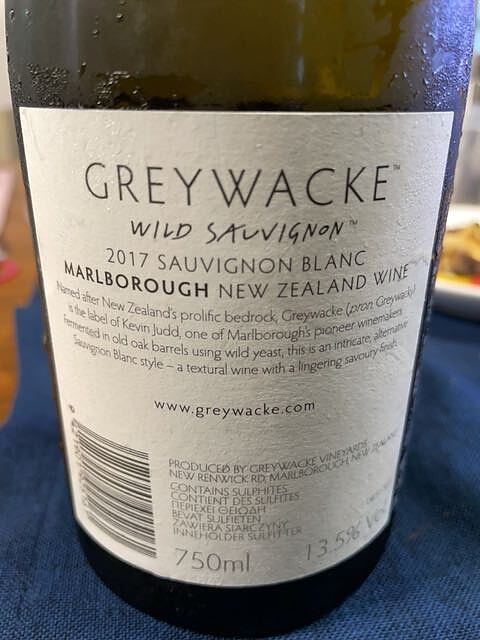 GREYWACKE™
WILD SAUVIGNON™
2017 SAUVIGNON BLANC
MARLBOROUGH NEW ZEALAND WINE
Named after New Zealand's prolific bedrock, Greywacke (pron. Greywacky)
is the label of Kevin Judd, one of Marlborough's pioneer winemakers.
Fermented in old oak barrels using wild yeast, this is an intricate, alternative
Sauvignon Blanc style – a textural wine with a lingering savoury finish.
www.greywacke.com
PRODUCED BY GREYWACKE VINEYARDS
NEW RENWICK RD, MARLBOROUGH, NEW ZEALAND
CONTAINS SULPHITES
CONTIENT DES SULFITES
ΠΕΡΙΕΧΕΙ ΘΕΙΩΔΗ
BEVAT SULFIETEN
ZAWIERA SIARCZYNY
INNEHÖLDER SULFITTER
750ml
13.5%